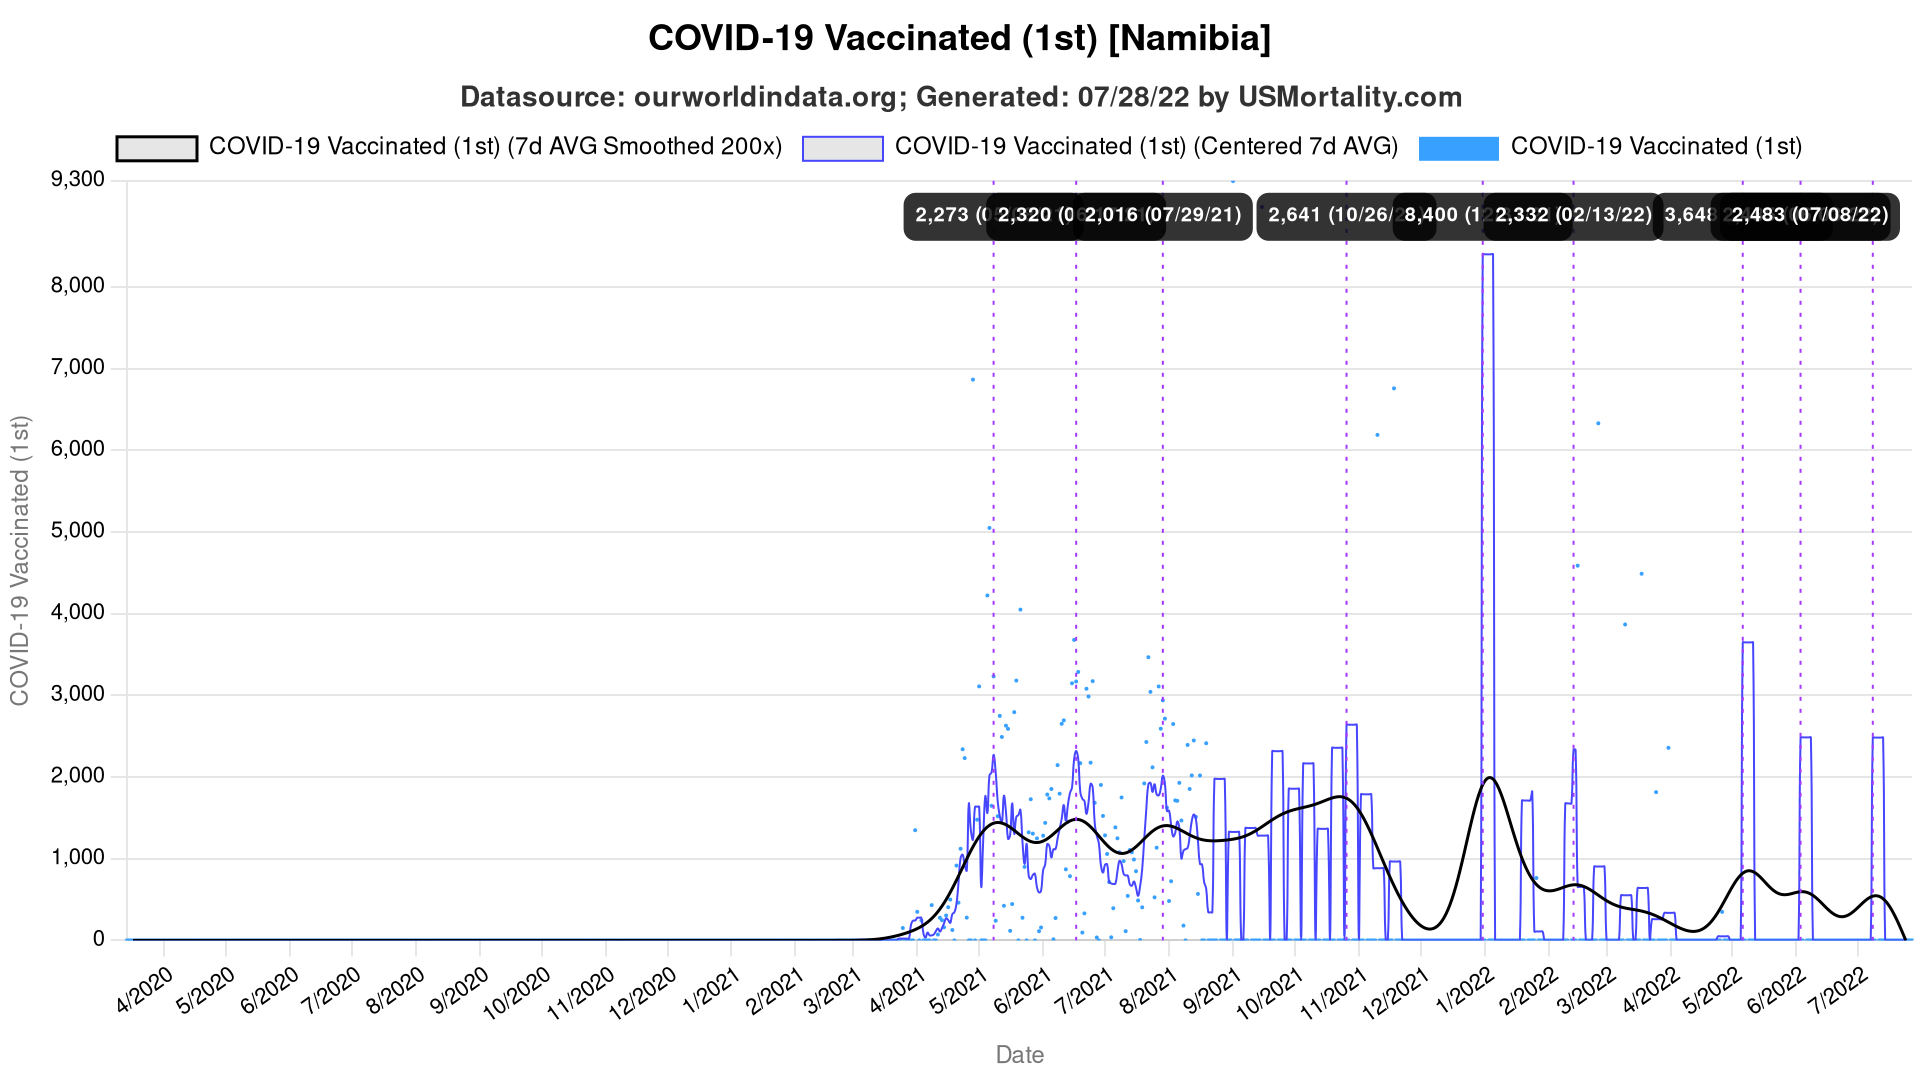 COVID-19 Vaccinated (1st) [Namibia]
Datasource: ourworldindata.org; Generated: 07/28/22 by USMortality.com
COVID-19 Vaccinated (1st) (7d AVG Smoothed 200x) COVID-19 Vaccinated (1st) (Centered 7d AVG) COVID-19 Vaccinated (1st)
9,300
2,273 2,320 2,016 (07/29/21) 2,641 (10/26/ 8,400 2,332 (02/13/22) 3,648 2,483 (07/08/22)
8,000
7,000
6,000
5,000
4,000
3,000
2,000
1,000
0
COVID-19 Vaccinated (1st)
4/2020 5/2020 6/2020 7/2020 8/2020 9/2020 10/2020 11/2020 12/2020 1/2021 2/2021 3/2021 4/2021 5/2021 6/2021 7/2021 8/2021 9/2021 10/2021 11/2021 12/2021 1/2022 2/2022 3/2022 4/2022 5/2022 6/2022 7/2022
Date